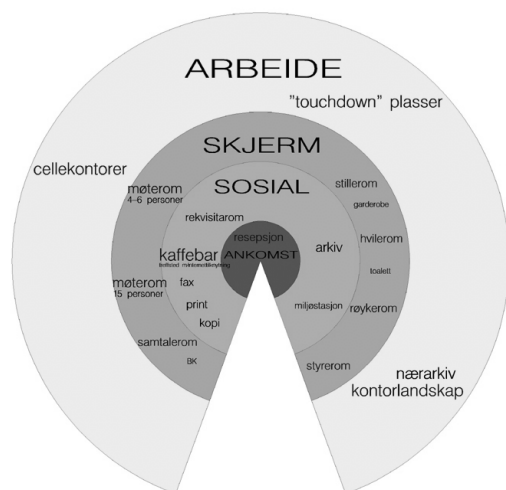 ARBEIDE
"touchdown" plasser
SKJERM
cellekontorer
møterom
4-6 personer
SOSIAL
stillerom
garderobe
rekvisitarom
resepsjon
hvilerom
arkiv
kaffebar
ANKOMST
toalett
møterom
15 personer
fax
print
kopi
miljøstasjon
røykerom
samtalerom
BK
styrerom
nærarkiv
kontorlandskap